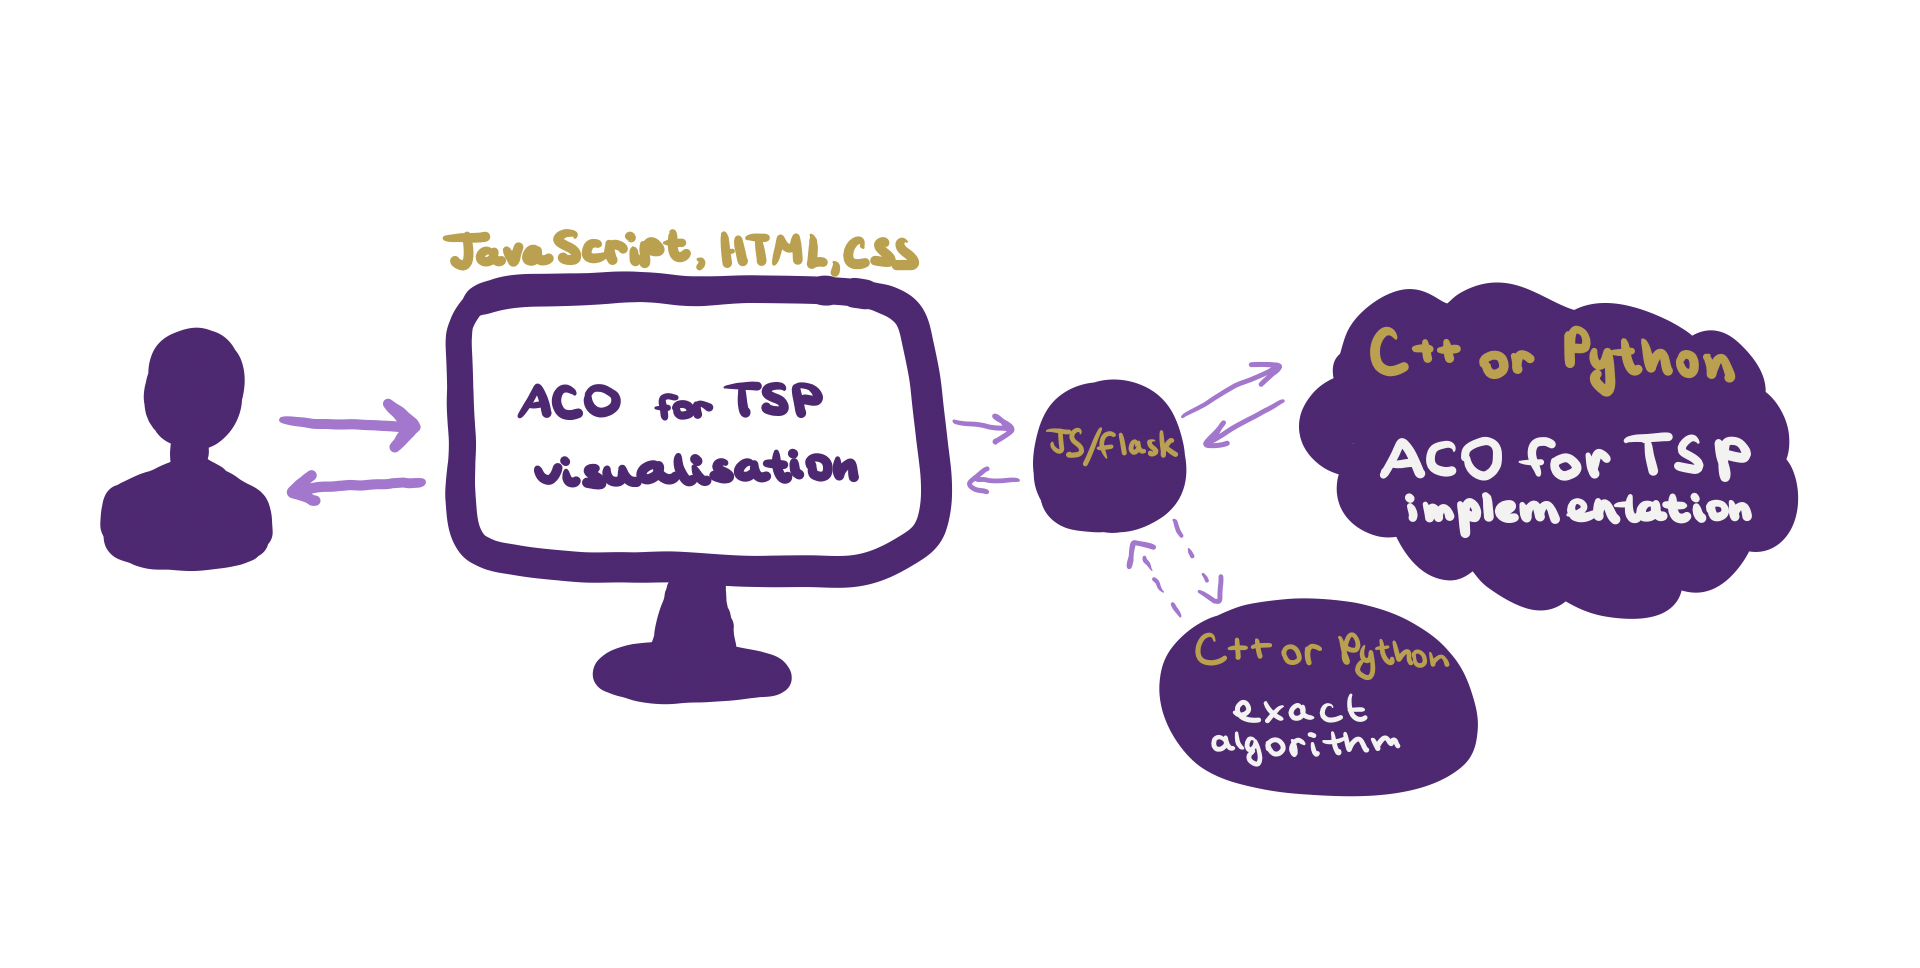 JavaScript, HTML, CSS
ACO for TSP
visualisation
JS/flask
C++ or Python
ACO for TSP
implementation
C++ or Python
exact
algorithm